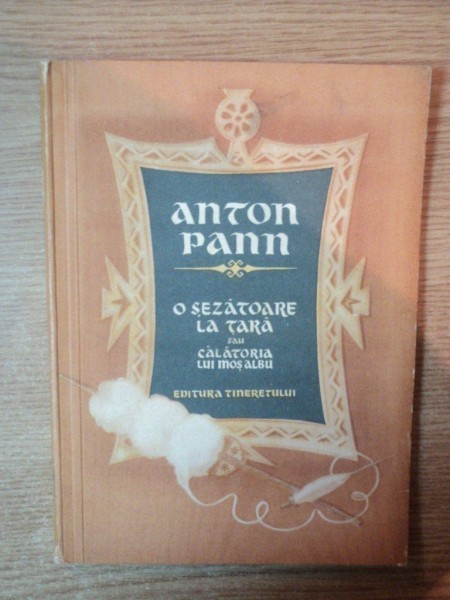 ANTON
PANN
O ȘEZĂTOARE
LA ȚARĂ
sau
CĂLĂTORIA
LUI MOȘ ALBU
EDITURA TINERETULUI